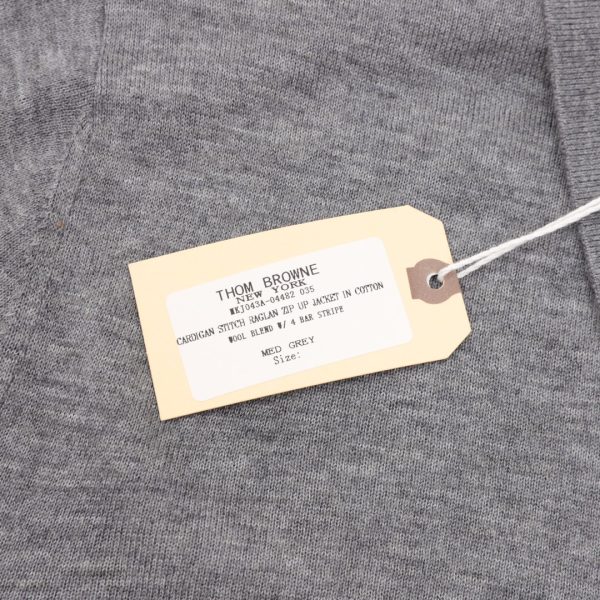 THOM BROWNE
NEW YORK
MKJ043A-04482 035
CARDIGAN STITCH RAGLAN ZIP UP JACKET IN COTTON
WOOL BLEND W/ 4 BAR STRIPE
MED GREY
Size: